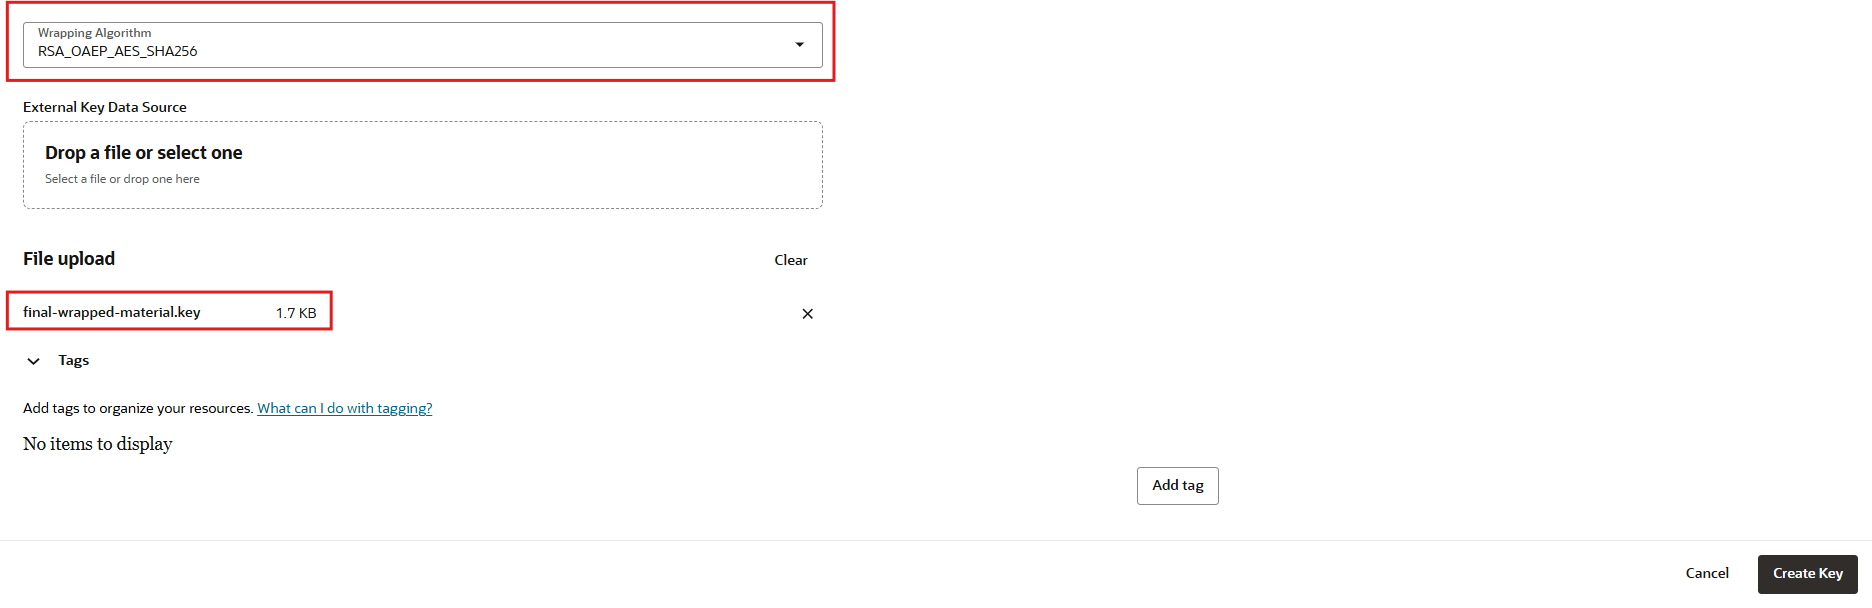 Wrapping Algorithm
RSA_OAEP_AES_SHA256
External Key Data Source
Drop a file or select one
Select a file or drop one here
File upload
Clear
final-wrapped-material.key 1.7 KB
Tags
Add tags to organize your resources. What can I do with tagging?
No items to display
Add tag
Cancel
Create Key